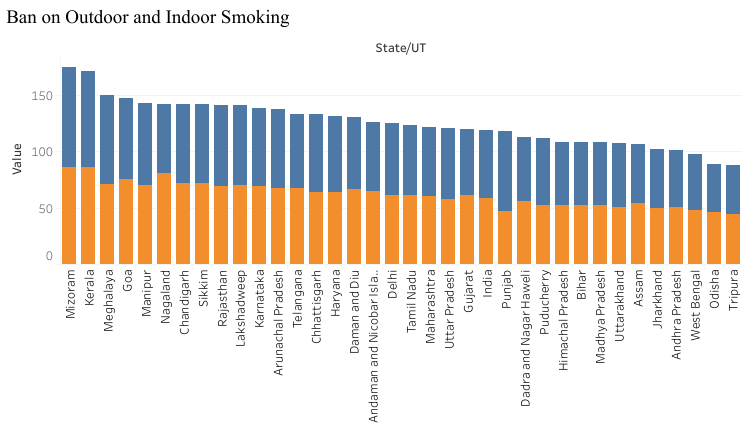 Ban on Outdoor and Indoor Smoking
State/UT
Value
150
100
50
0
Mizoram
Kerala
Meghalaya
Goa
Manipur
Nagaland
Chandigarh
Sikkim
Rajasthan
Lakshadweep
Karnataka
Arunachal Pradesh
Telangana
Chhattisgarh
Haryana
Daman and Diu
Andaman and Nicobar Isla..
Delhi
Tamil Nadu
Maharashtra
Uttar Pradesh
Gujarat
India
Punjab
Dadra and Nagar Haweli
Puducherry
Himachal Pradesh
Bihar
Madhya Pradesh
Uttarakhand
Assam
Jharkhand
Andhra Pradesh
West Bengal
Odisha
Tripura